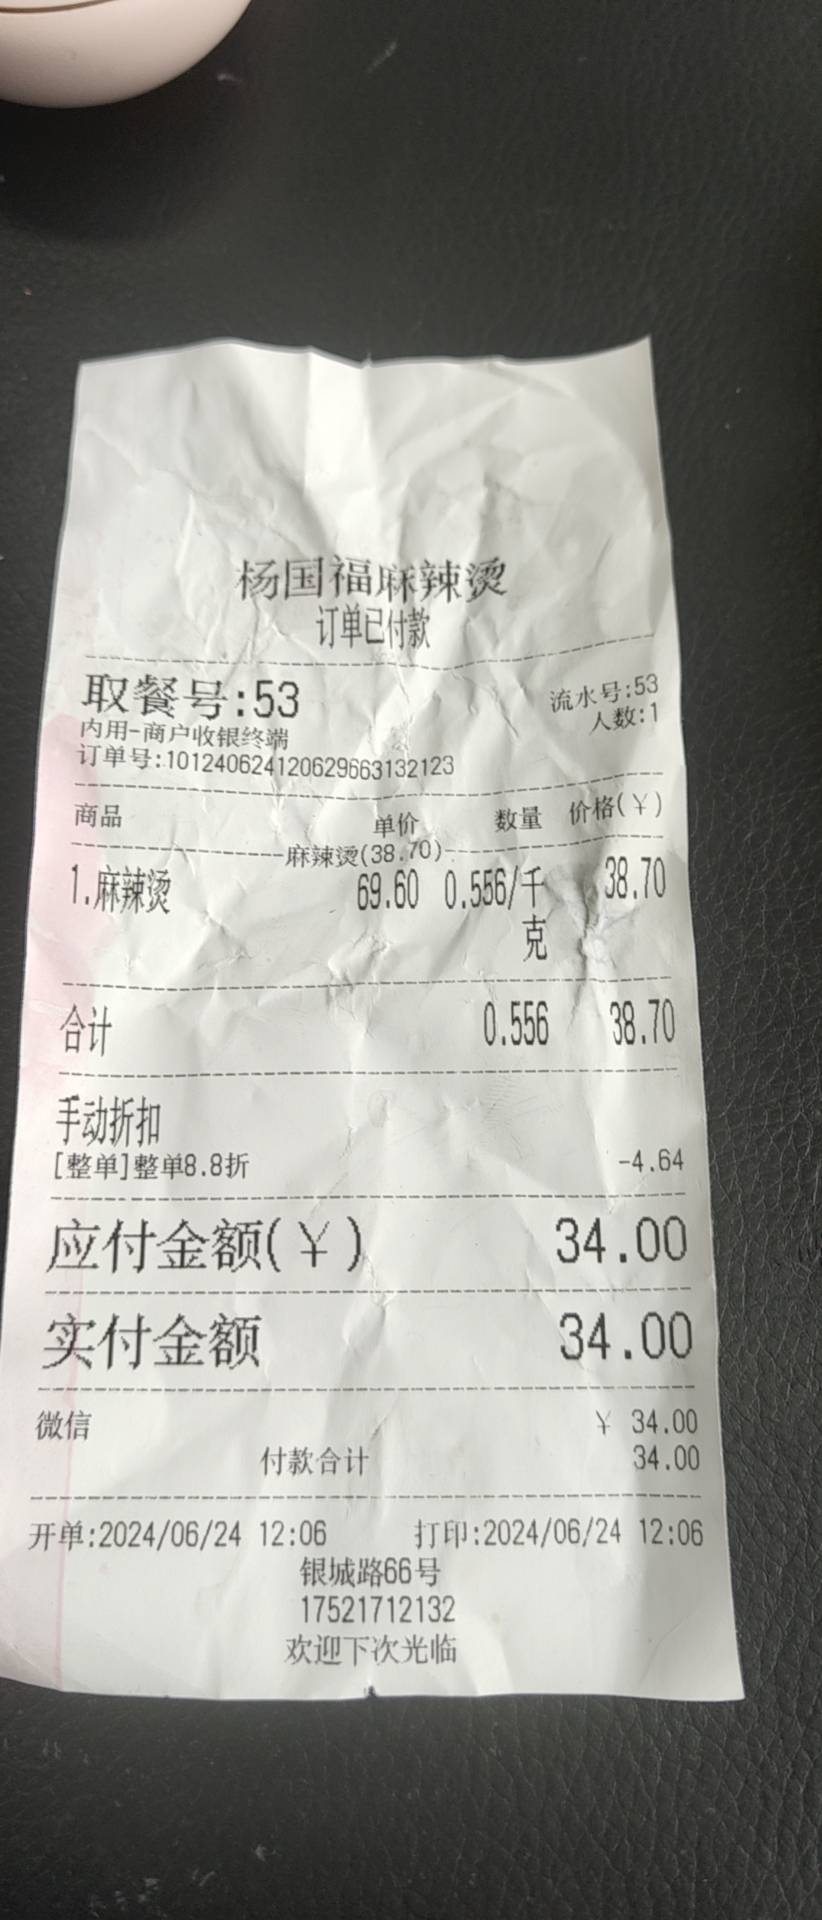 杨国福麻辣烫
订单已付款
取餐号:53 流水号:53
内用-商户收银终端 人数:1
订单号:101240624120629663132123
商品 单价 数量 价格(￥)
麻辣烫(38.70)
1.麻辣烫 69.60 0.556/千 38.70
克
合计 0.556 38.70
手动折扣
[整单]整单8.8折 -4.64
应付金额(￥) 34.00
实付金额 34.00
微信 ￥ 34.00
付款合计 34.00
开单:2024/06/24 12:06 打印:2024/06/24 12:06
银城路66号
17521712132
欢迎下次光临